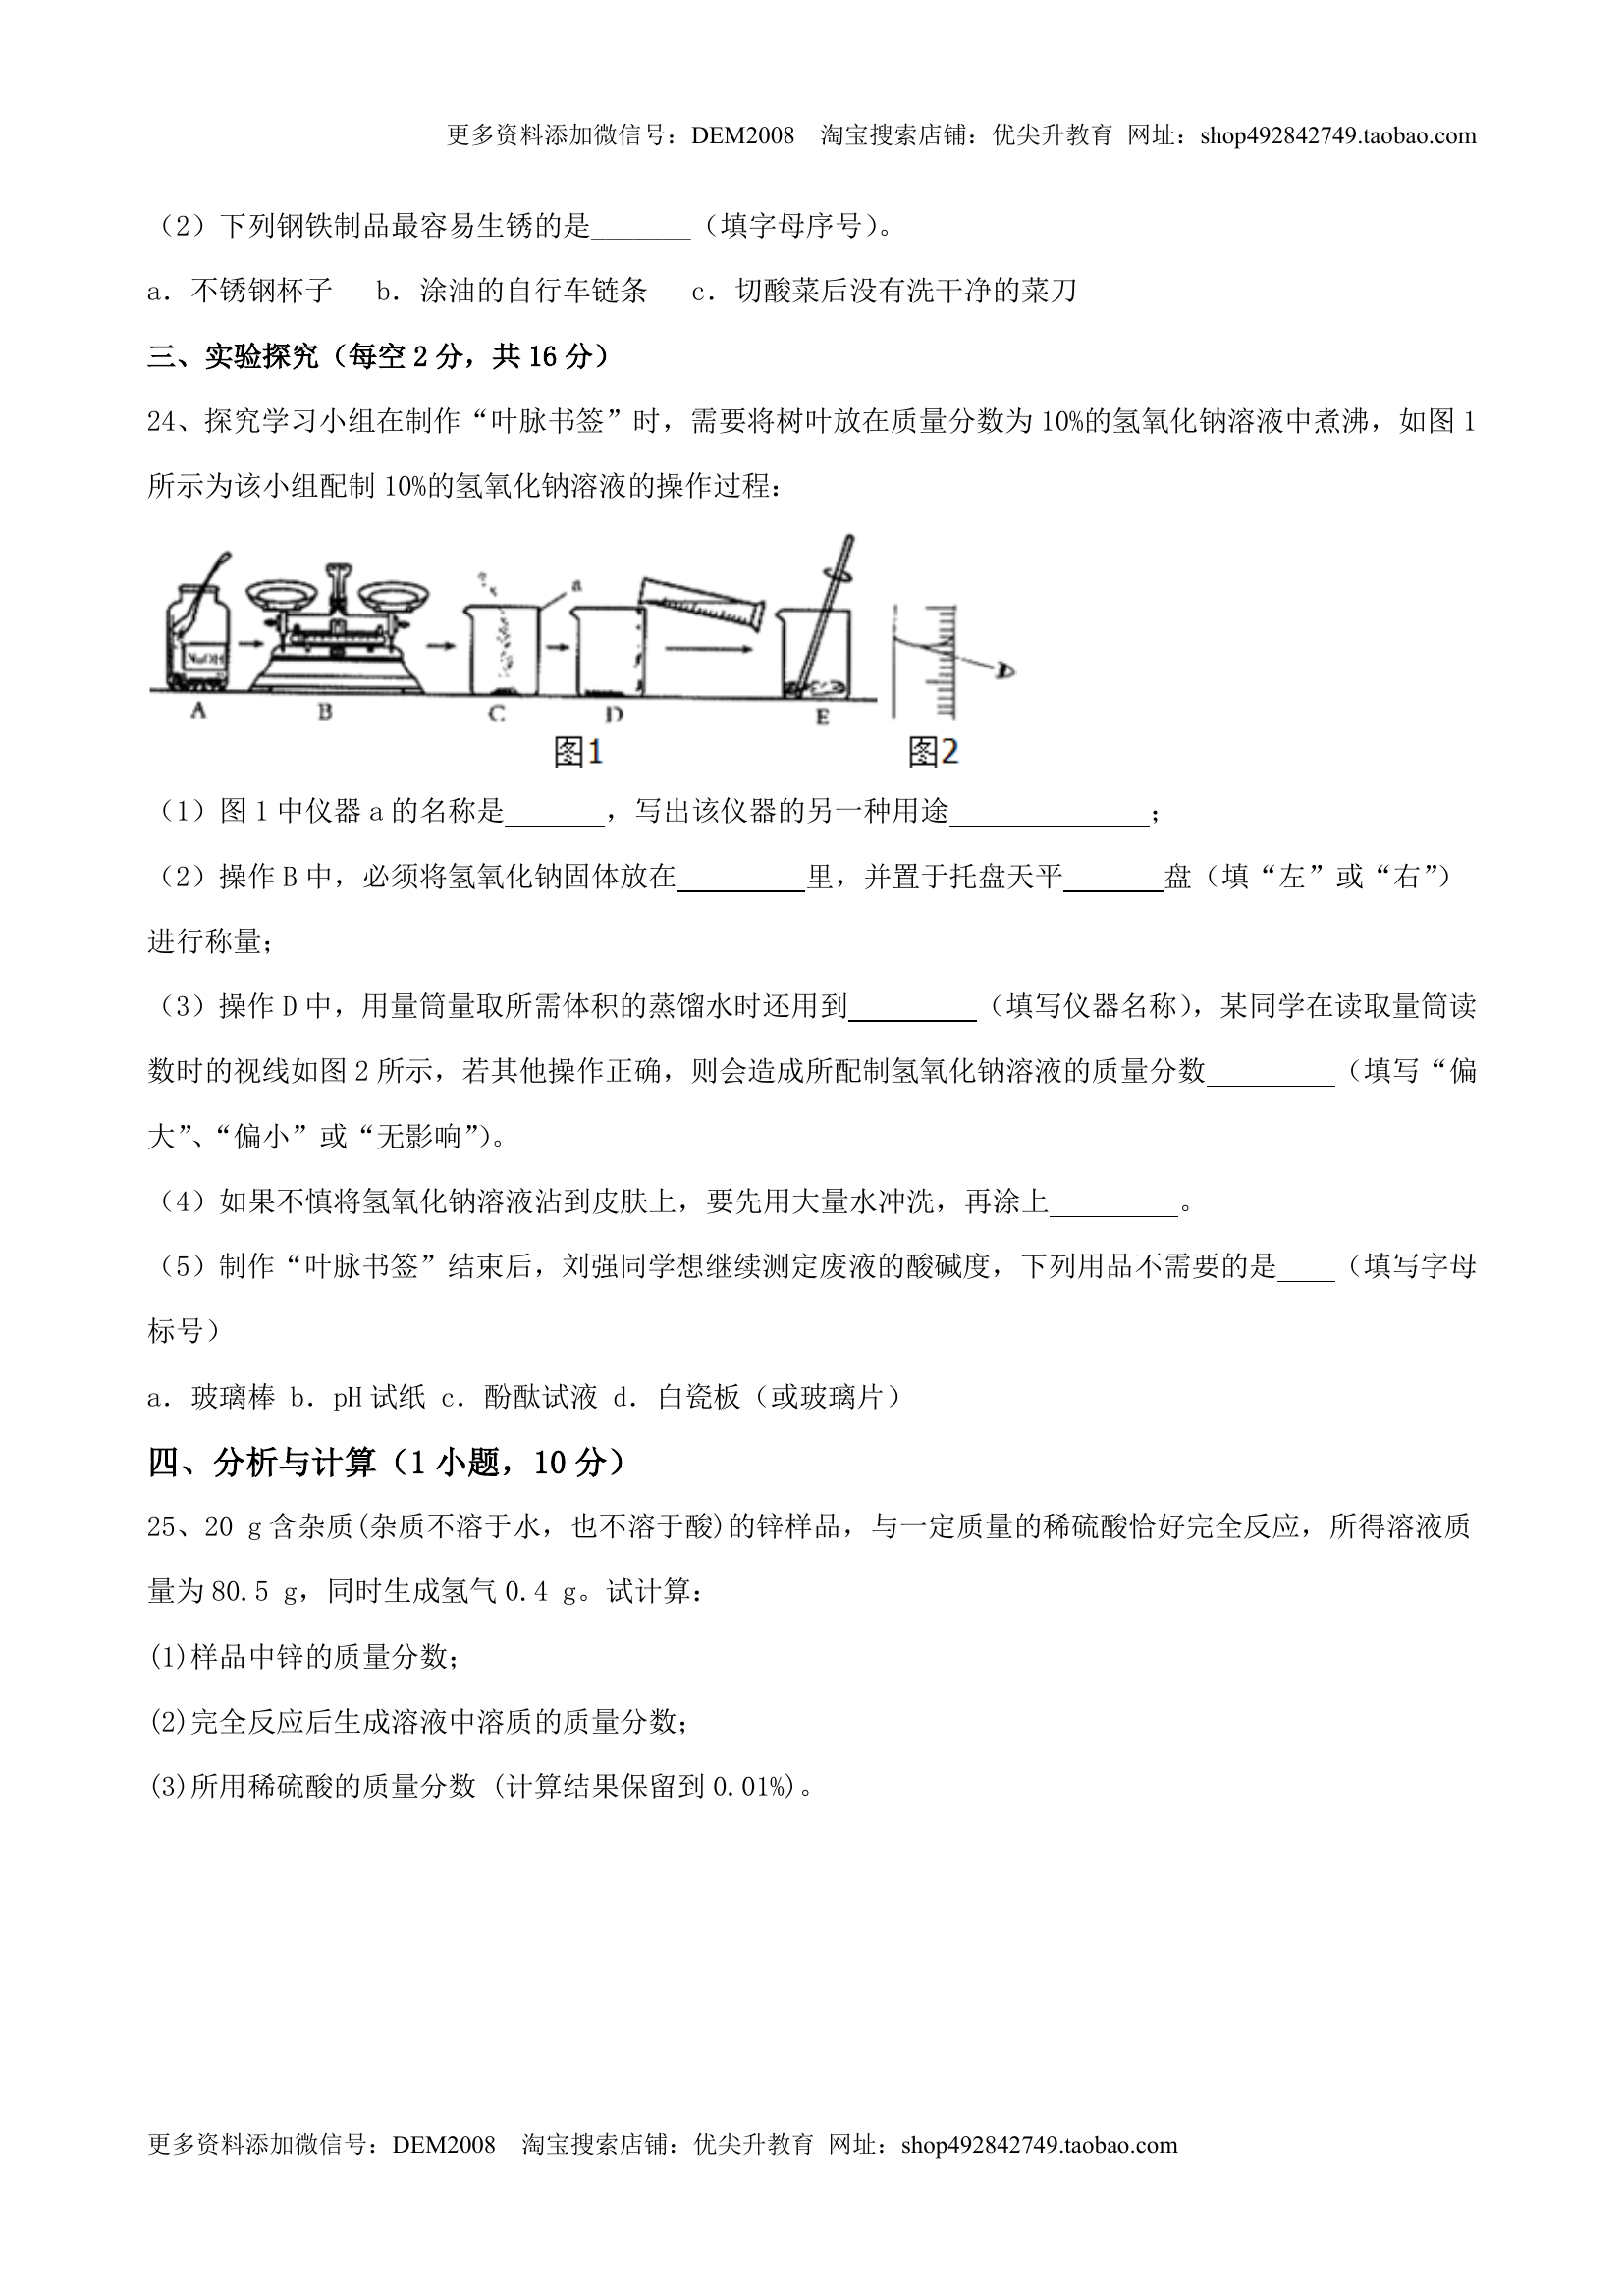 更多资料添加微信号：DEM2008 淘宝搜索店铺：优尖升教育 网址：shop492842749.taobao.com
（2）下列钢铁制品最容易生锈的是_______（填字母序号）。
a．不锈钢杯子 b．涂油的自行车链条 c．切酸菜后没有洗干净的菜刀
三、实验探究（每空 2 分，共 16 分）
24、探究学习小组在制作“叶脉书签”时，需要将树叶放在质量分数为 10%的氢氧化钠溶液中煮沸，如图 1
所示为该小组配制 10%的氢氧化钠溶液的操作过程：
NaOH
a
A B C D E
图1 图2
（1）图 1 中仪器 a 的名称是_______，写出该仪器的另一种用途______________；
（2）操作 B 中，必须将氢氧化钠固体放在_________里，并置于托盘天平_______盘（填“左”或“右”）
进行称量；
（3）操作 D 中，用量筒量取所需体积的蒸馏水时还用到_________（填写仪器名称），某同学在读取量筒读
数时的视线如图 2 所示，若其他操作正确，则会造成所配制氢氧化钠溶液的质量分数_________（填写“偏
大”、“偏小”或“无影响”）。
（4）如果不慎将氢氧化钠溶液沾到皮肤上，要先用大量水冲洗，再涂上_________。
（5）制作“叶脉书签”结束后，刘强同学想继续测定废液的酸碱度，下列用品不需要的是____（填写字母
标号）
a．玻璃棒 b．pH 试纸 c．酚酞试液 d．白瓷板（或玻璃片）
四、分析与计算（1 小题，10 分）
25、20 g 含杂质(杂质不溶于水，也不溶于酸)的锌样品，与一定质量的稀硫酸恰好完全反应，所得溶液质
量为 80.5 g，同时生成氢气 0.4 g。试计算：
(1)样品中锌的质量分数；
(2)完全反应后生成溶液中溶质的质量分数；
(3)所用稀硫酸的质量分数 (计算结果保留到 0.01%)。
更多资料添加微信号：DEM2008 淘宝搜索店铺：优尖升教育 网址：shop492842749.taobao.com